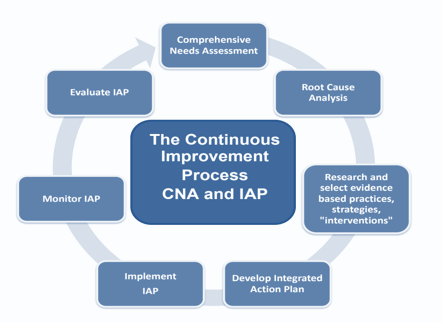 Comprehensive
Needs Assessment
Root Cause
Analysis
Research and
select evidence
based practices,
strategies,
"interventions"
Develop Integrated
Action Plan
Implement
IAP
Monitor IAP
Evaluate IAP
The Continuous
Improvement
Process
CNA and IAP